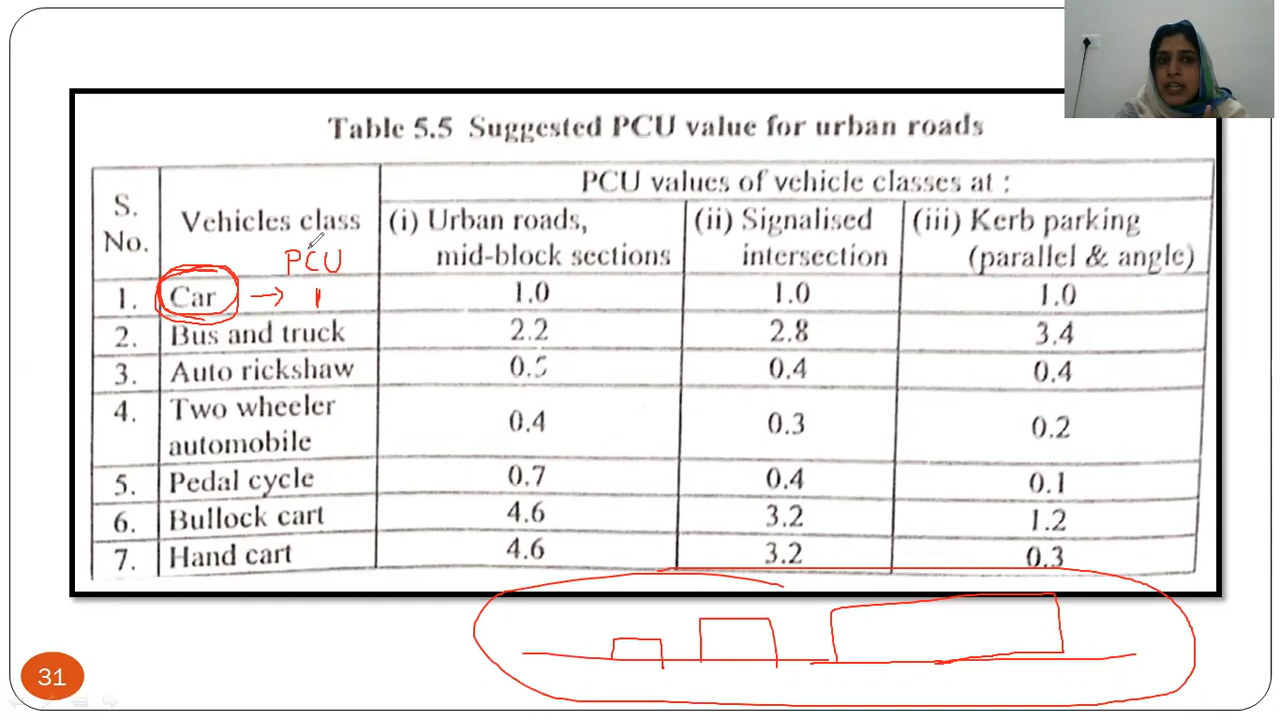 Table 5.5 Suggested PCU value for urban roads
S. No. Vehicles class PCU values of vehicle classes at :
(i) Urban roads, mid-block sections (ii) Signalised intersection (iii) Kerb parking (parallel & angle)
PCU
1. Car → 1 1.0 1.0 1.0
2. Bus and truck 2.2 2.8 3.4
3. Auto rickshaw 0.5 0.4 0.4
4. Two wheeler automobile 0.4 0.3 0.2
5. Pedal cycle 0.7 0.4 0.1
6. Bullock cart 4.6 3.2 1.2
7. Hand cart 4.6 3.2 0.3
31